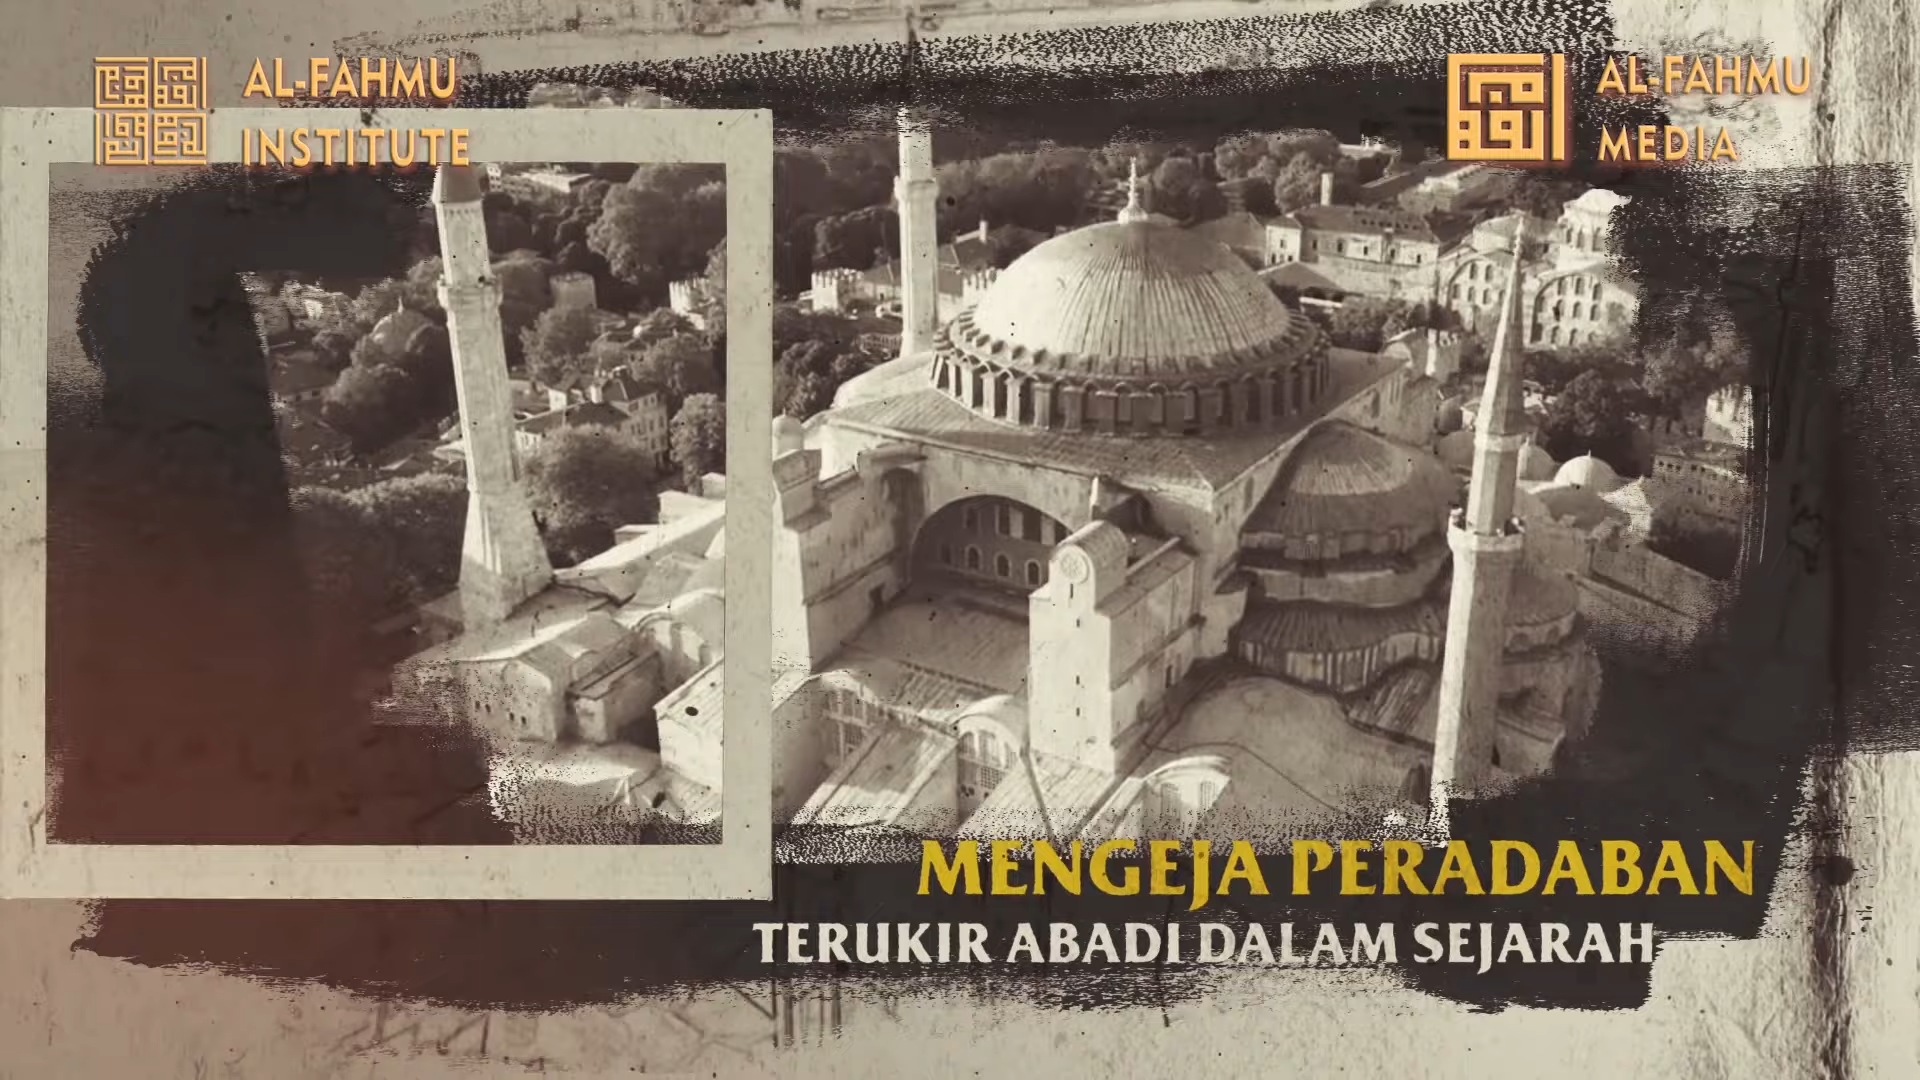 AL-FAHMU
INSTITUTE
AL-FAHMU
MEDIA
MENGEJA PERADABAN
TERUKIR ABADI DALAM SEJARAH